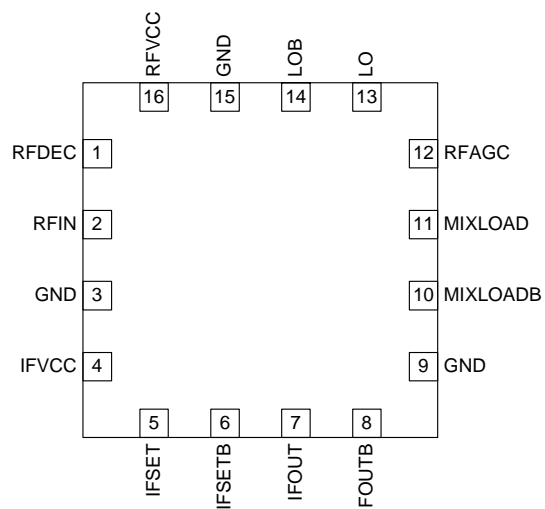 RFVCC GND LOB LO
16 15 14 13
RFDEC 1 12 RFAGC
RFIN 2 11 MIXLOAD
GND 3 10 MIXLOADB
IFVCC 4 9 GND
5 6 7 8
IFSET IFSETB IFOUT FOUTB